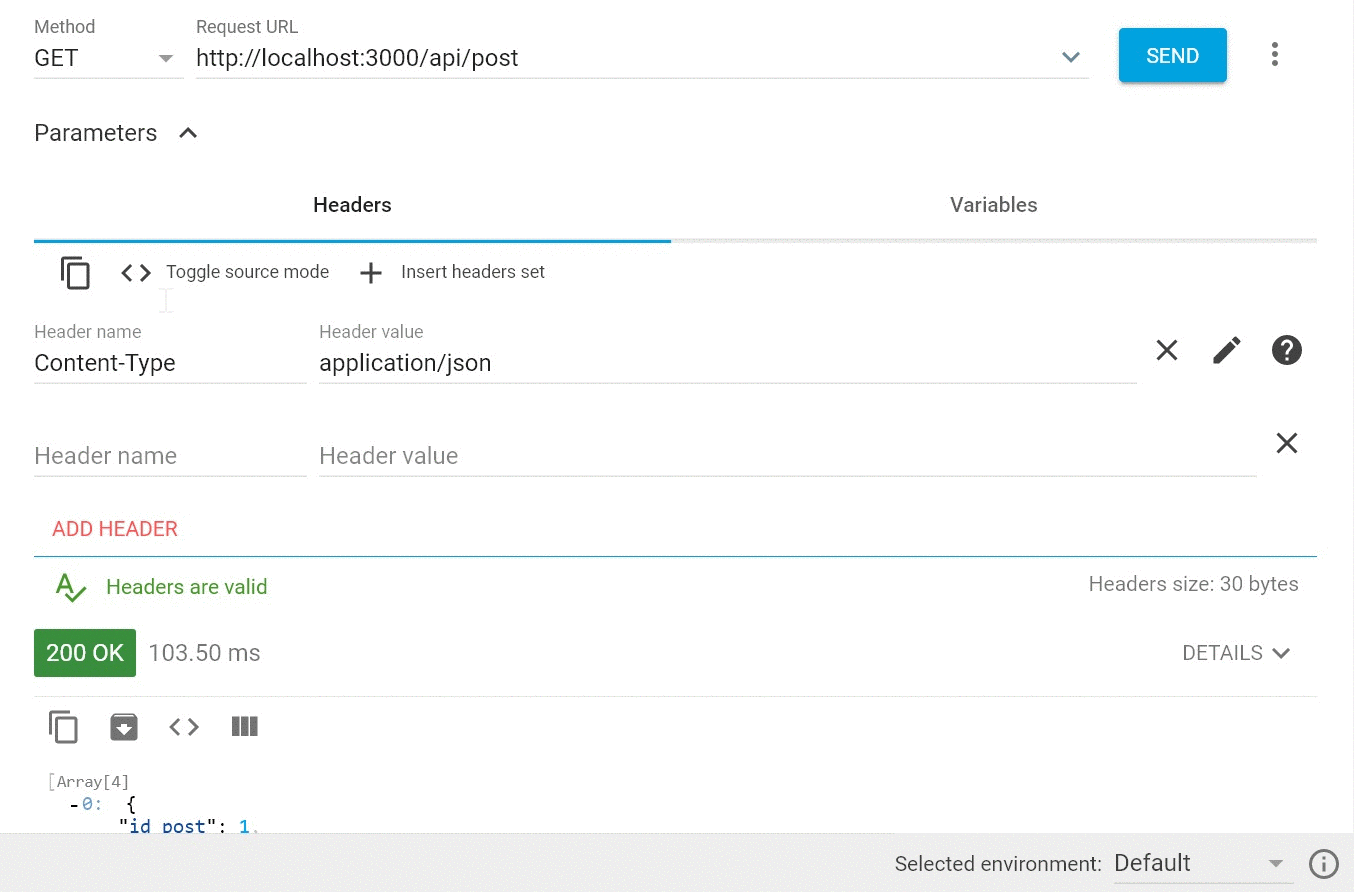 Method
Request URL
GET
http://localhost:3000/api/post
SEND
Parameters
Headers
Variables
Toggle source mode
Insert headers set
Header name
Header value
Content-Type
application/json
Header name
Header value
ADD HEADER
Headers are valid
Headers size: 30 bytes
200 OK
103.50 ms
DETAILS
[Array[4]
-0: {
"id_post": 1,
Selected environment:
Default